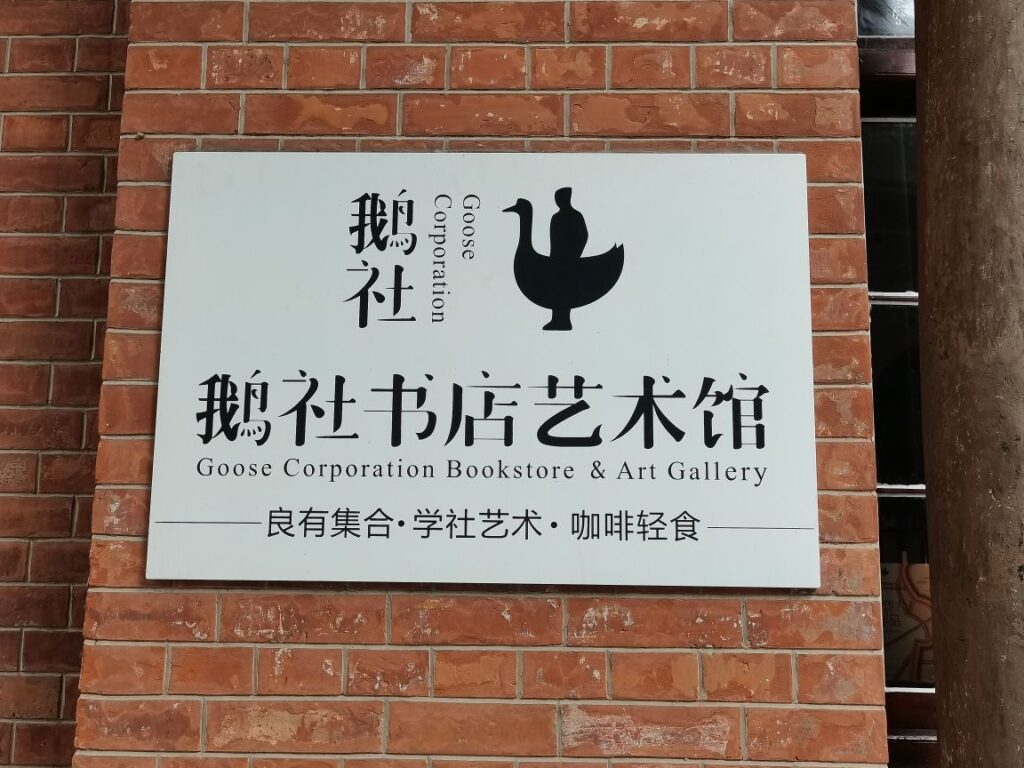 鹅社
Goose
Corporation
鹅社书店艺术馆
Goose Corporation Bookstore & Art Gallery
良有集合·学社艺术·咖啡轻食